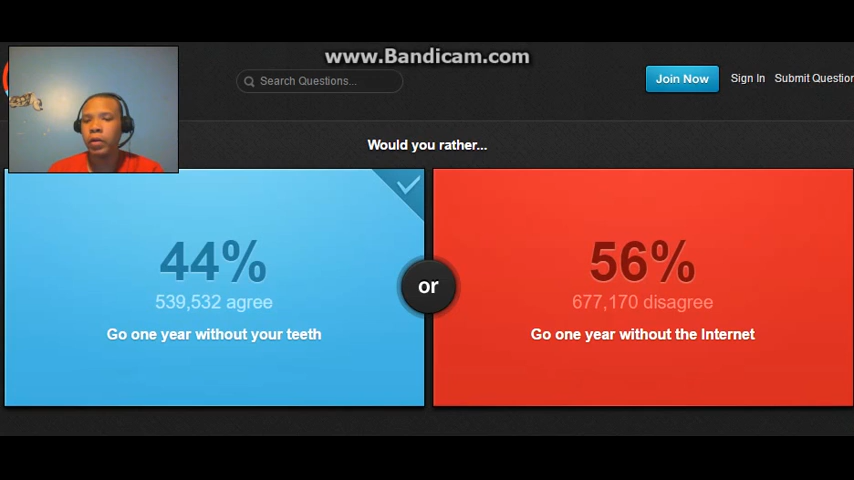 www.Bandicam.com
Search Questions...
Join Now
Sign In
Submit Question
Would you rather...
44%
539,532 agree
Go one year without your teeth
or
56%
677,170 disagree
Go one year without the Internet